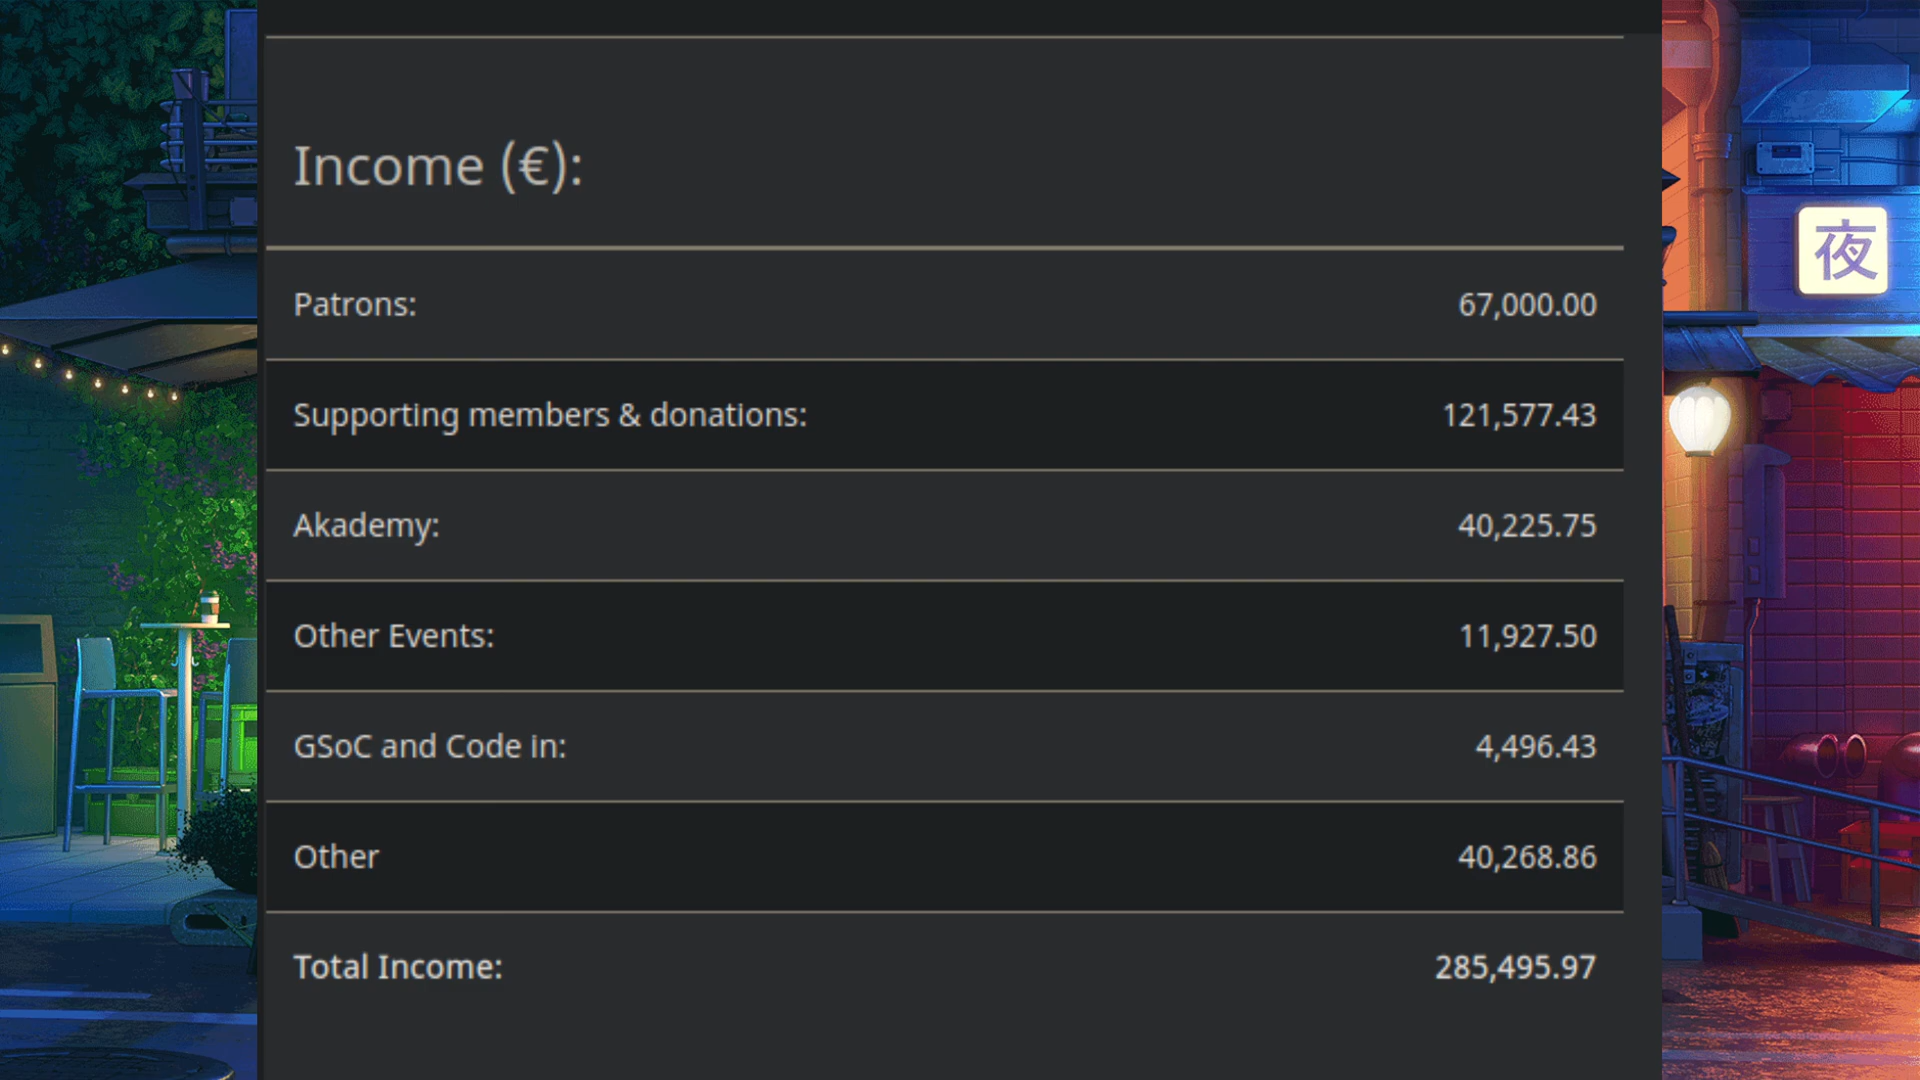 Income (€):
Patrons: 67,000.00
Supporting members & donations: 121,577.43
Akademy: 40,225.75
Other Events: 11,927.50
GSoC and Code in: 4,496.43
Other 40,268.86
Total Income: 285,495.97
夜